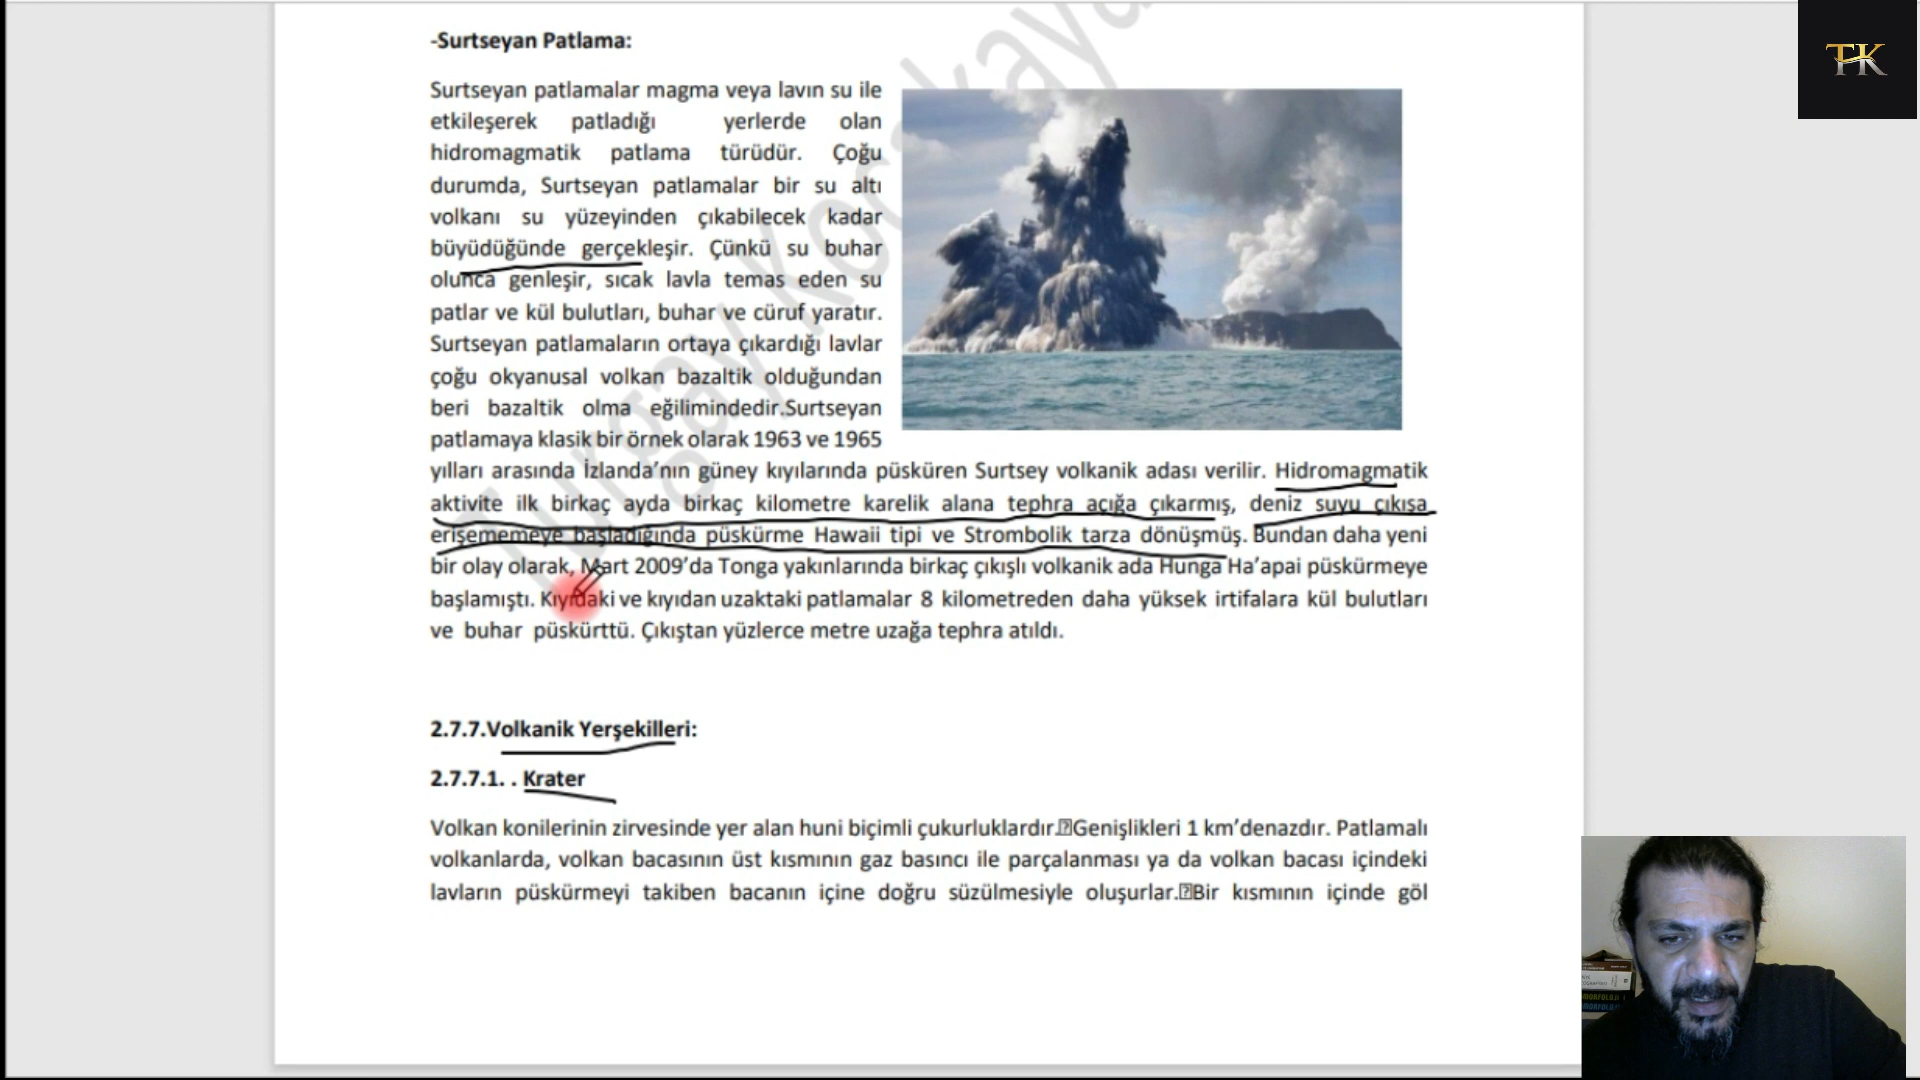 TK
-Surtseyan Patlama:
Surtseyan patlamalar magma veya lavın su ile
etkileşerek patladığı yerlerde olan
hidromagmatik patlama türüdür. Çoğu
durumda, Surtseyan patlamalar bir su altı
volkanı su yüzeyinden çıkabilecek kadar
büyüdüğünde gerçekleşir. Çünkü su buhar
olunca genleşir, sıcak lavla temas eden su
patlar ve kül bulutları, buhar ve cüruf yaratır.
Surtseyan patlamaların ortaya çıkardığı lavlar
çoğu okyanusal volkan bazaltik olduğundan
beri bazaltik olma eğilimindedir.Surtseyan
patlamaya klasik bir örnek olarak 1963 ve 1965
yılları arasında İzlanda'nın güney kıyılarında püsküren Surtsey volkanik adası verilir. Hidromagmatik
aktivite ilk birkaç ayda birkaç kilometre karelik alana tephra açığa çıkarmış, deniz suyu çıkışa
erişememeye başladığında püskürme Hawaii tipi ve Strombolik tarza dönüşmüş. Bundan daha yeni
bir olay olarak, Mart 2009'da Tonga yakınlarında birkaç çıkışlı volkanik ada Hunga Ha'apai püskürmeye
başlamıştı. Kıyıdaki ve kıyıdan uzaktaki patlamalar 8 kilometreden daha yüksek irtifalara kül bulutları
ve buhar püskürttü. Çıkıştan yüzlerce metre uzağa tephra atıldı.
2.7.7.Volkanik Yerşekilleri:
2.7.7.1. . Krater
Volkan konilerinin zirvesinde yer alan huni biçimli çukurluklardır.Genişlikleri 1 km'denazdır. Patlamalı
volkanlarda, volkan bacasının üst kısmının gaz basıncı ile parçalanması ya da volkan bacası içindeki
lavların püskürmeyi takiben bacanın içine doğru süzülmesiyle oluşurlar.Bir kısmının içinde göl